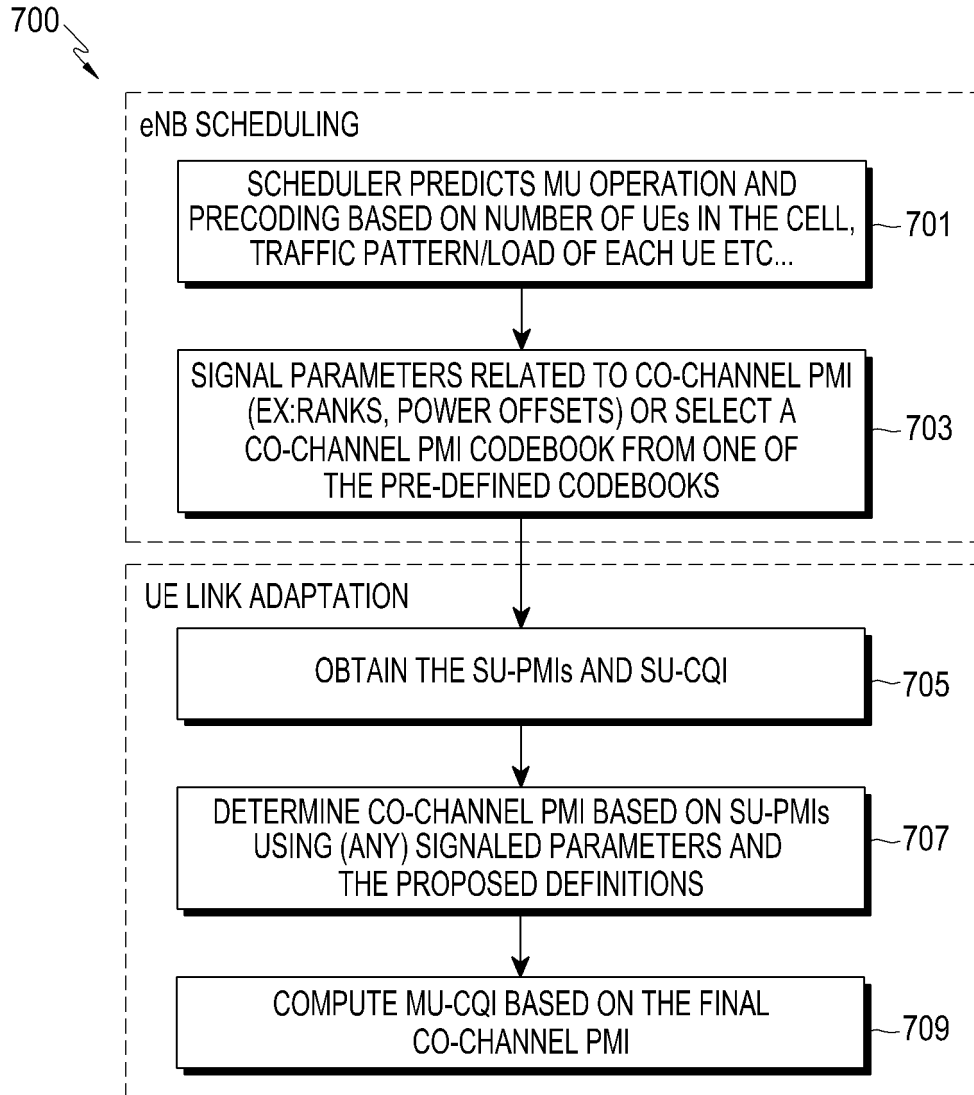 700
eNB SCHEDULING
SCHEDULER PREDICTS MU OPERATION AND
PRECODING BASED ON NUMBER OF UEs IN THE CELL,
TRAFFIC PATTERN/LOAD OF EACH UE ETC...
701
SIGNAL PARAMETERS RELATED TO CO-CHANNEL PMI
(EX:RANKS, POWER OFFSETS) OR SELECT A
CO-CHANNEL PMI CODEBOOK FROM ONE OF
THE PRE-DEFINED CODEBOOKS
703
UE LINK ADAPTATION
OBTAIN THE SU-PMIs AND SU-CQI
705
DETERMINE CO-CHANNEL PMI BASED ON SU-PMIs
USING (ANY) SIGNALED PARAMETERS AND
THE PROPOSED DEFINITIONS
707
COMPUTE MU-CQI BASED ON THE FINAL
CO-CHANNEL PMI
709